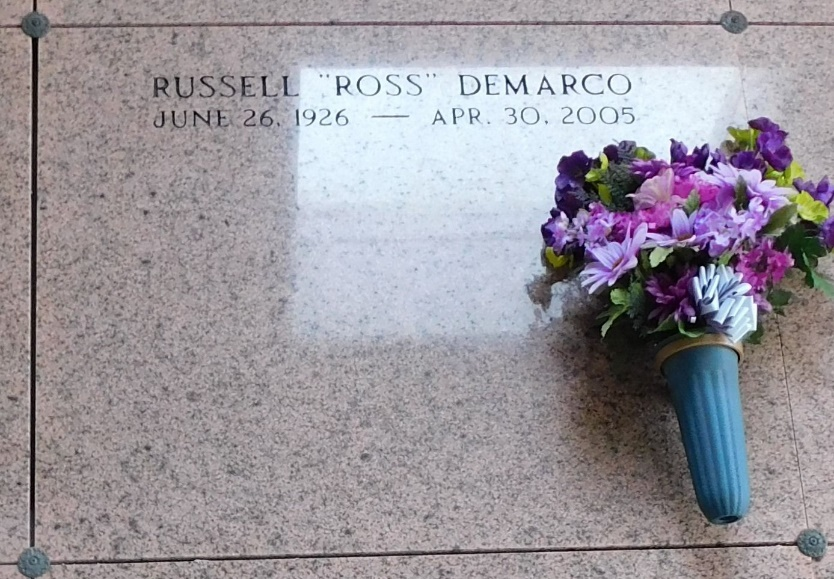 RUSSELL "ROSS" DEMARCO
JUNE 26, 1926 — APR. 30, 2005